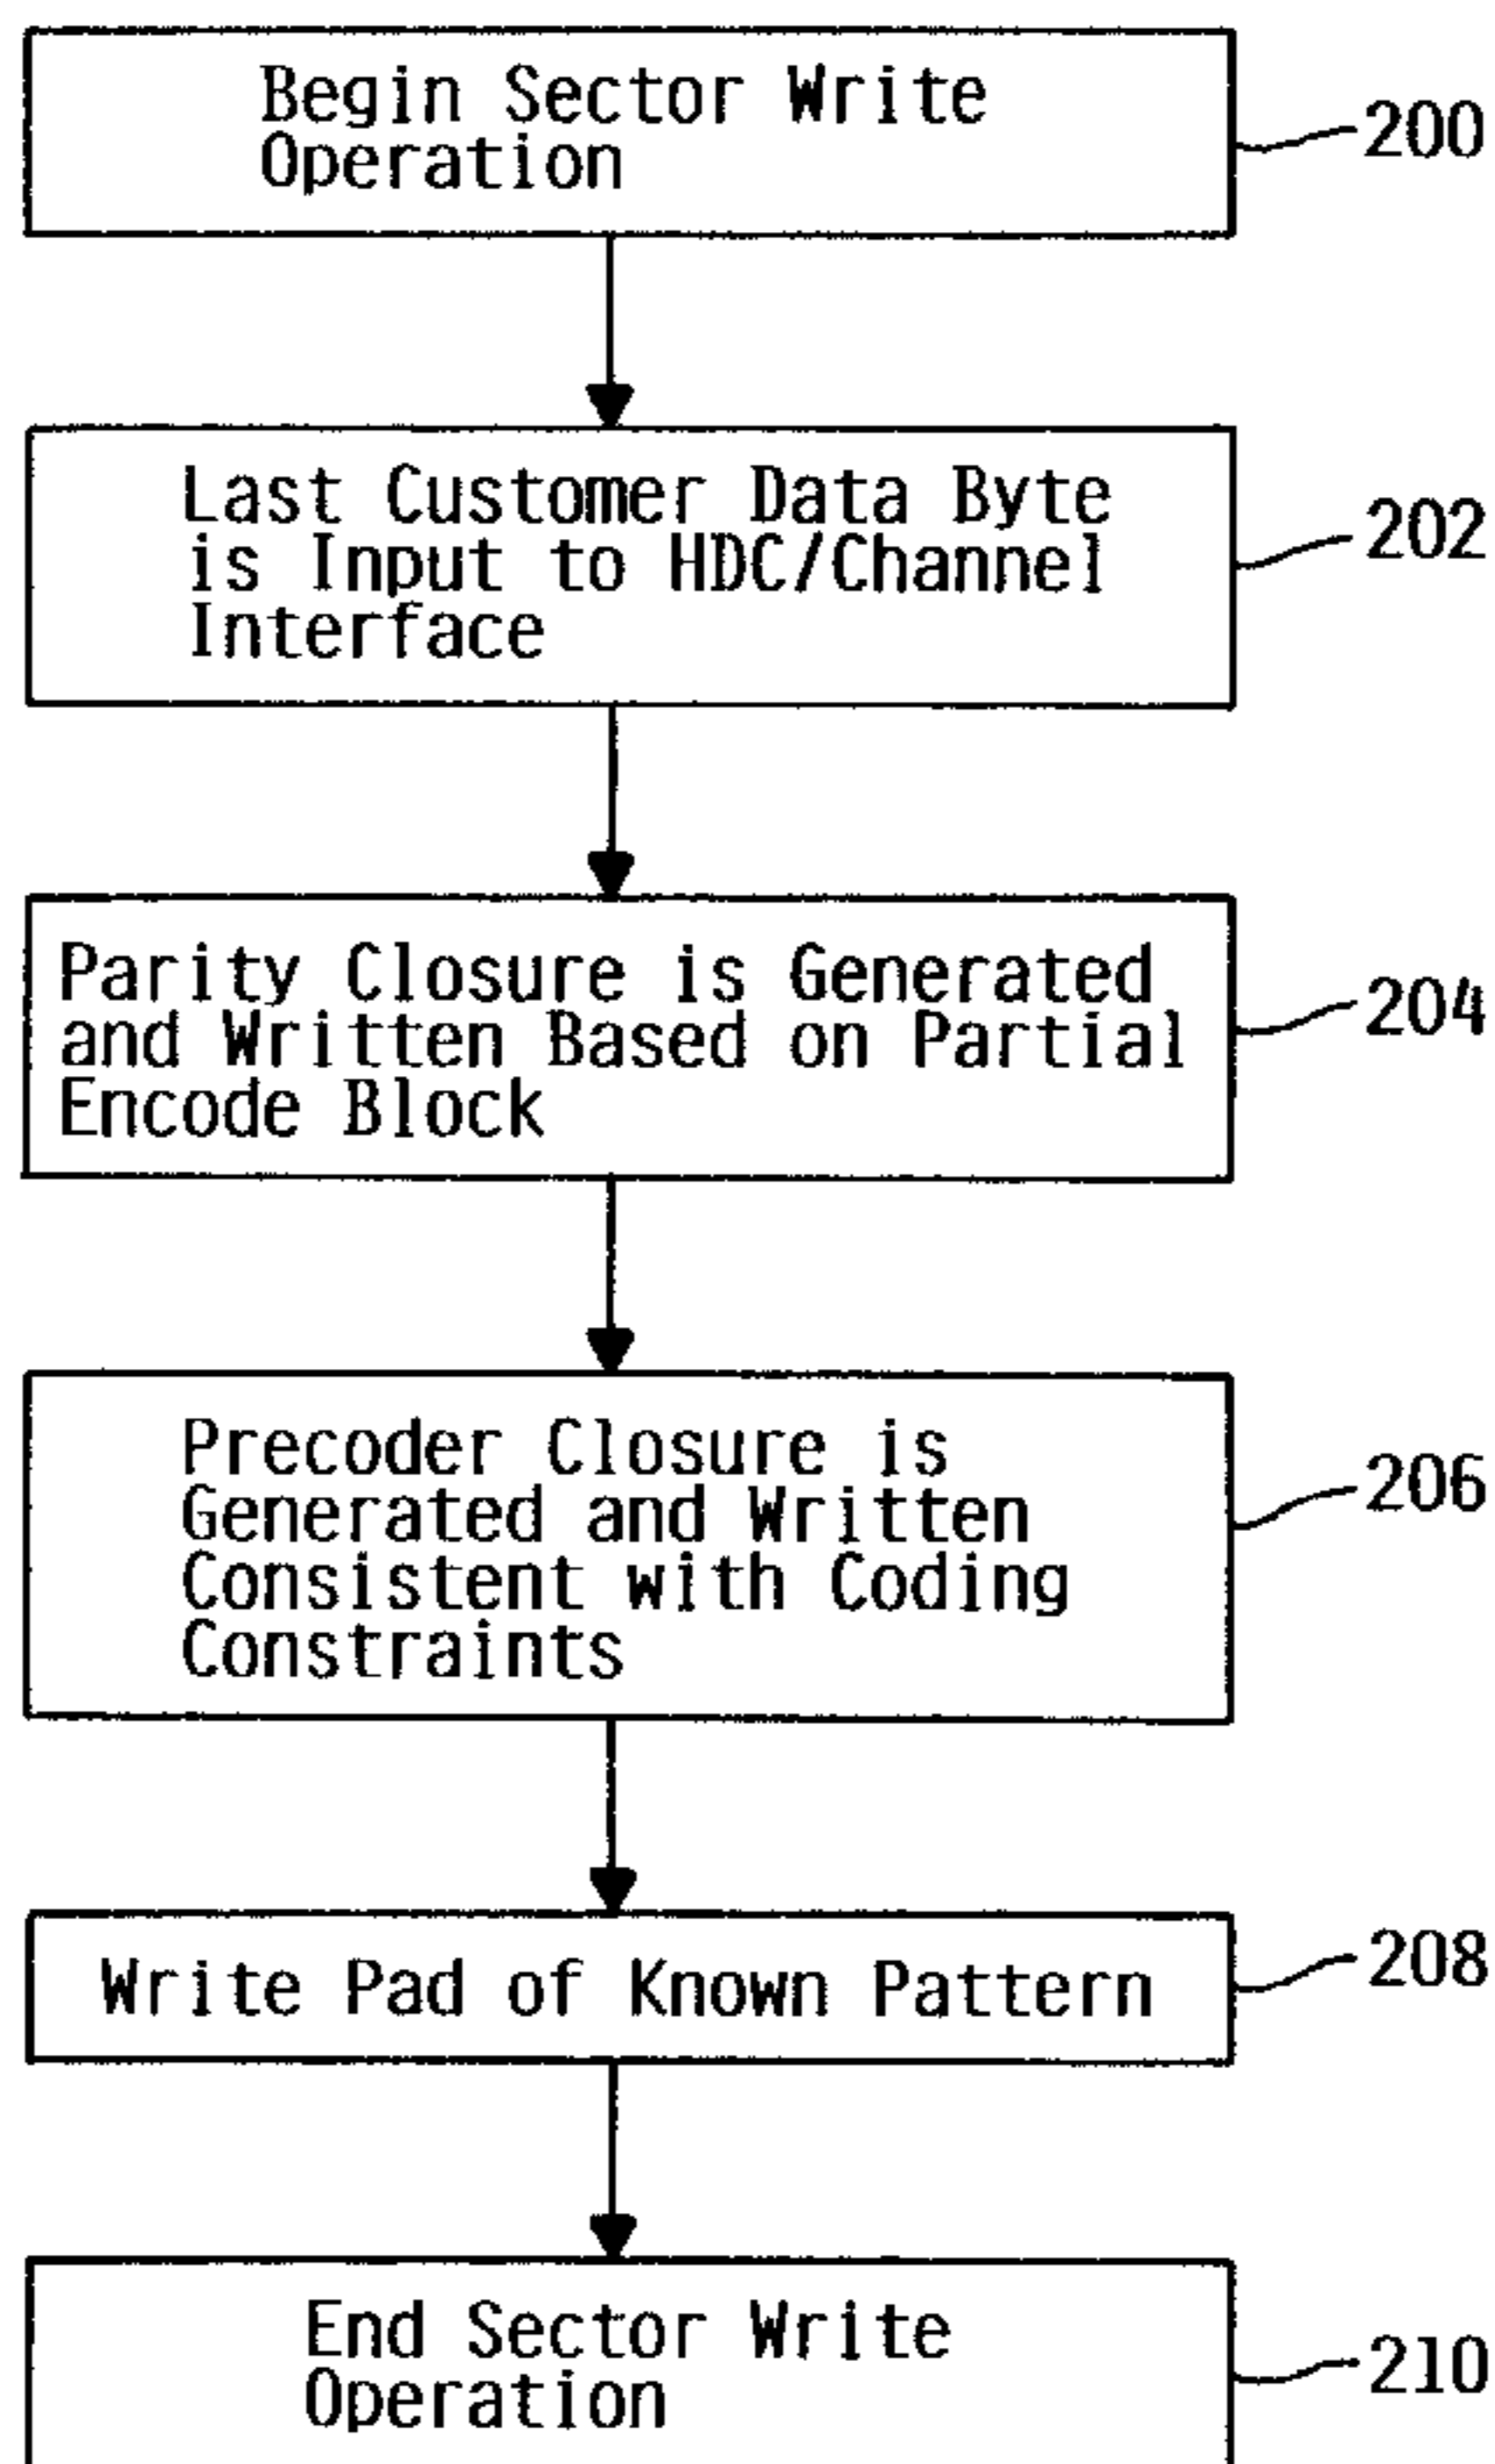 Begin Sector Write
Operation
200
Last Customer Data Byte
is Input to HDC/Channel
Interface
202
Parity Closure is Generated
and Written Based on Partial
Encode Block
204
Precoder Closure is
Generated and Written
Consistent with Coding
Constraints
206
Write Pad of Known Pattern
208
End Sector Write
Operation
210